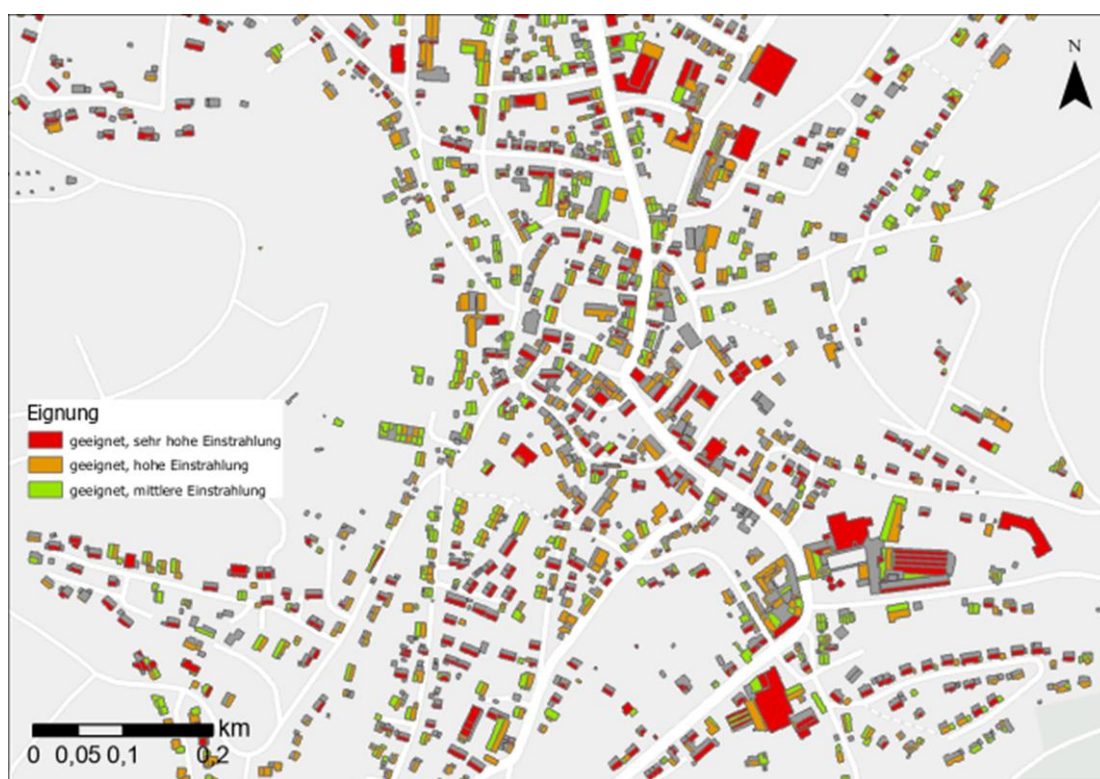 N
Eignung
geeignet, sehr hohe Einstrahlung
geeignet, hohe Einstrahlung
geeignet, mittlere Einstrahlung
km
0 0,05 0,1 0,2